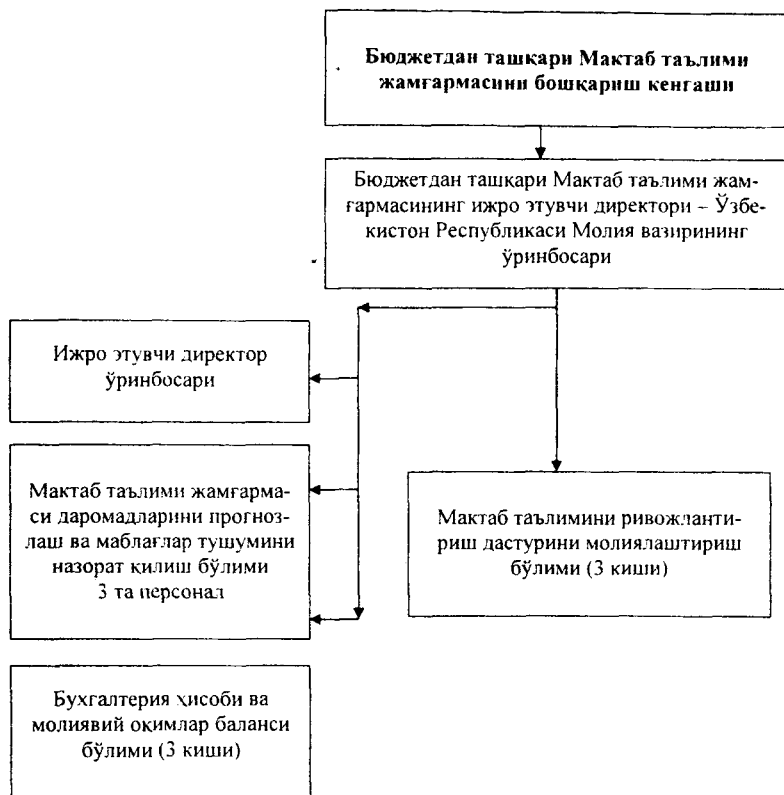 Бюджетдан ташқари Мактаб таълими
жамғармасини бошқариш кенгаши
Бюджетдан ташқари Мактаб таълими жам-
ғармасининг ижро этувчи директори – Ўзбе-
кистон Республикаси Молия вазирининг
ўринбосари
Ижро этувчи директор
ўринбосари
Мактаб таълими жамғарма-
си даромадларини прогноз-
лаш ва маблағлар тушумини
назорат қилиш бўлими
3 та персонал
Мактаб таълимини ривожланти-
риш дастурини молиялаштириш
бўлими (3 киши)
Бухгалтерия ҳисоби ва
молиявий оқимлар баланси
бўлими (3 киши)